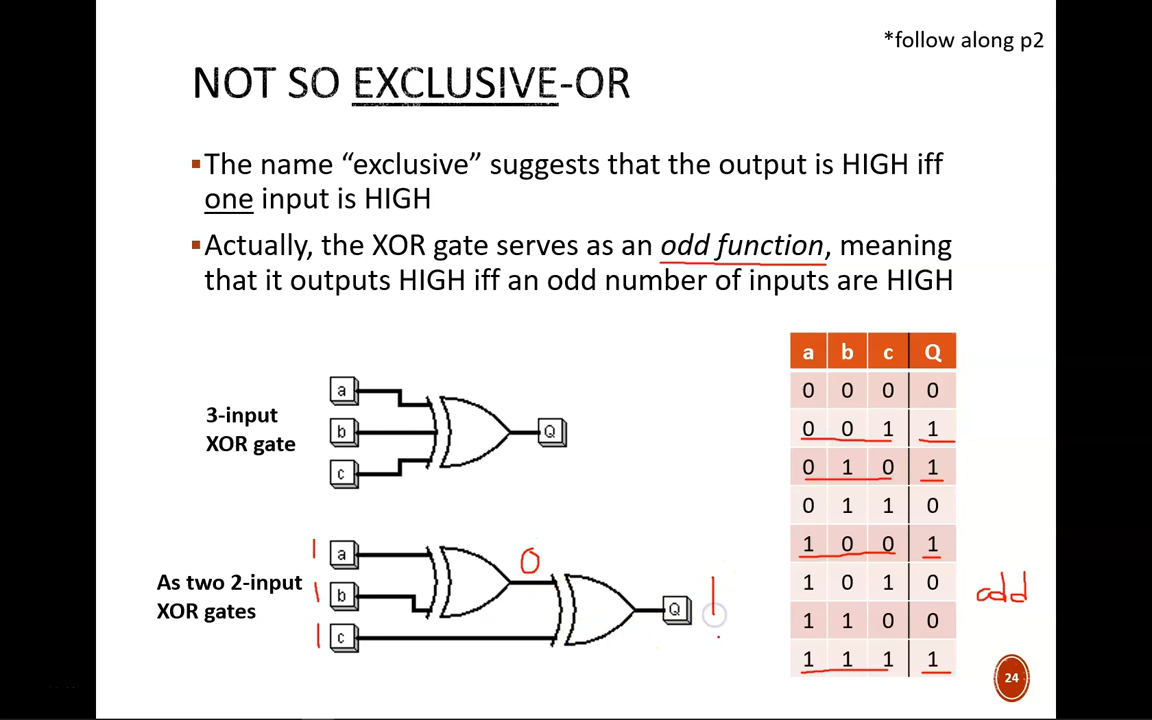 *follow along p2
NOT SO EXCLUSIVE-OR
▪The name “exclusive” suggests that the output is HIGH iff
one input is HIGH
▪Actually, the XOR gate serves as an odd function, meaning
that it outputs HIGH iff an odd number of inputs are HIGH
3-input
XOR gate
a
b
c
Q
As two 2-input
XOR gates
1 a
1 b
1 c
0
Q 1
a b c Q
0 0 0 0
0 0 1 1
0 1 0 1
0 1 1 0
1 0 0 1
1 0 1 0
1 1 0 0
1 1 1 1
odd
24